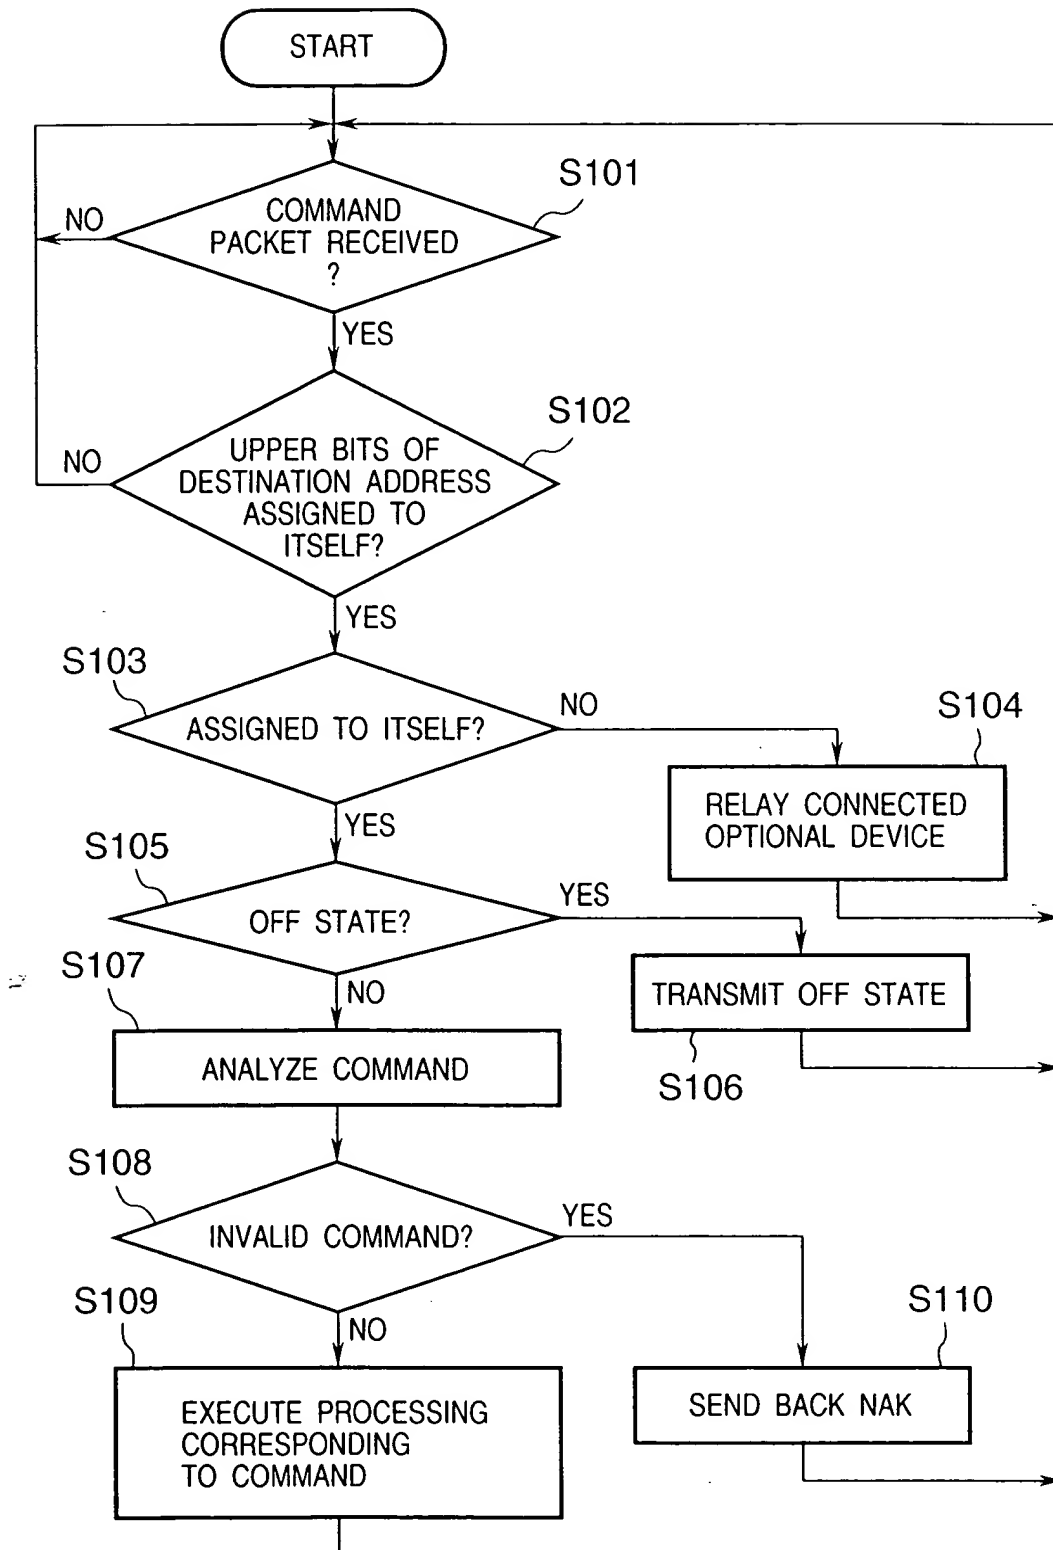 START
S101
COMMAND
PACKET RECEIVED
?
NO
YES
S102
UPPER BITS OF
DESTINATION ADDRESS
ASSIGNED TO
ITSELF?
NO
YES
S103
ASSIGNED TO ITSELF?
NO
S104
RELAY CONNECTED
OPTIONAL DEVICE
YES
S105
OFF STATE?
YES
TRANSMIT OFF STATE
S106
NO
S107
ANALYZE COMMAND
S108
INVALID COMMAND?
YES
NO
S109
EXECUTE PROCESSING
CORRESPONDING
TO COMMAND
S110
SEND BACK NAK